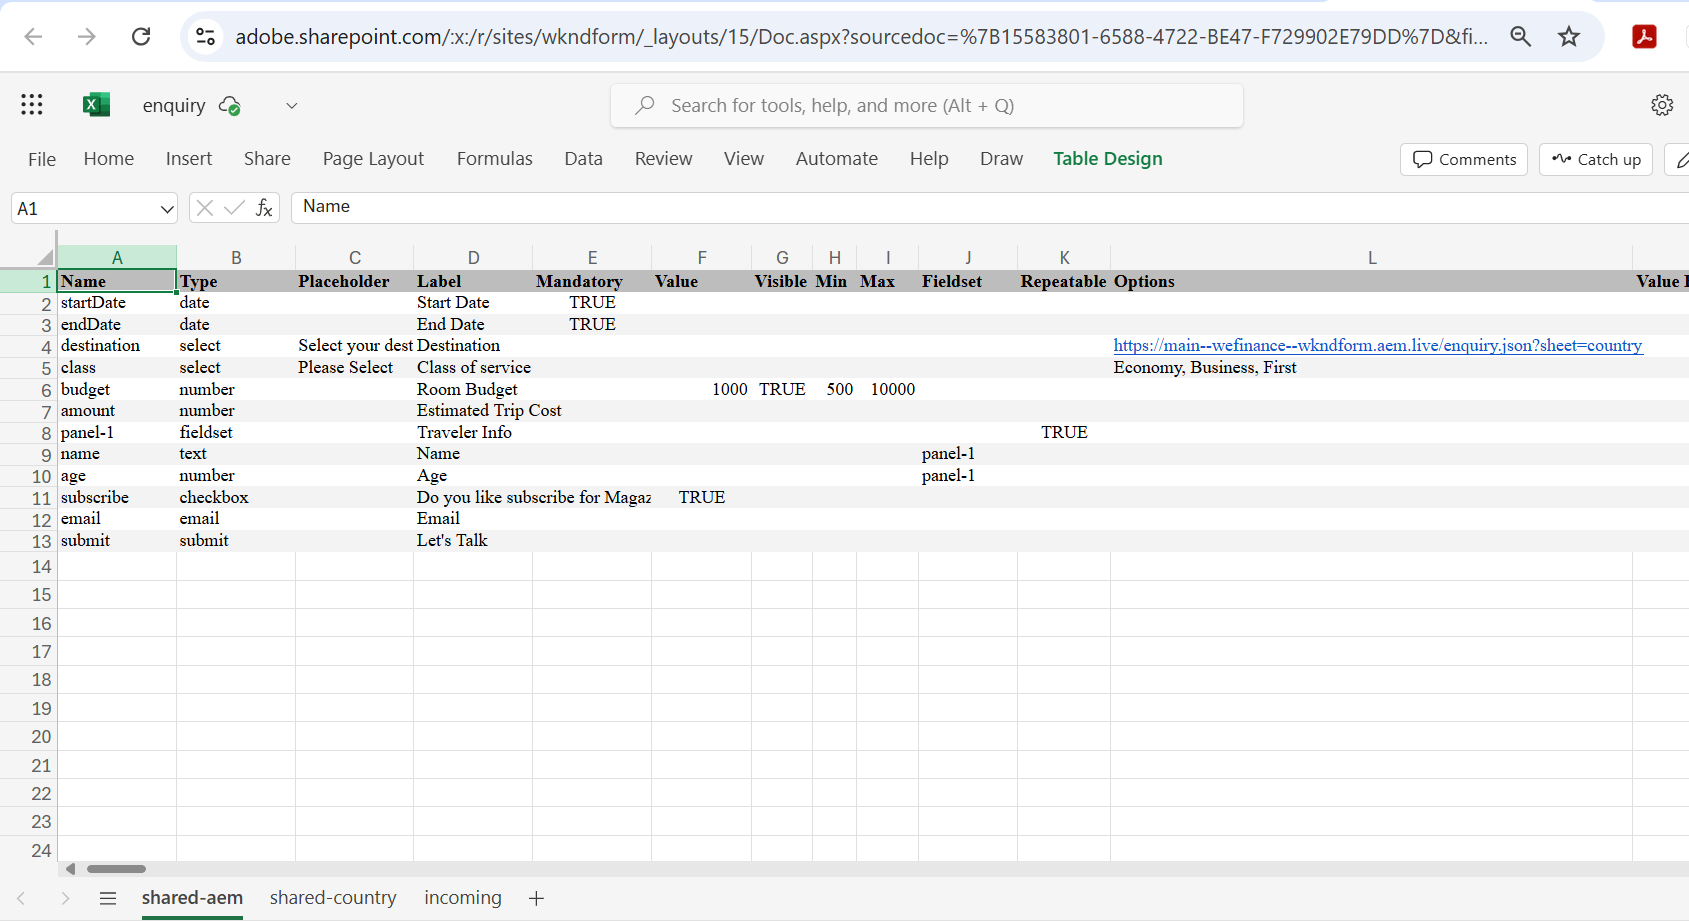 adobe.sharepoint.com/:x:/r/sites/wkndform/_layouts/15/Doc.aspx?sourcedoc=%7B15583801-6588-4722-BE47-F729902E79DD%7D&fi...
enquiry
Search for tools, help, and more (Alt + Q)
File Home Insert Share Page Layout Formulas Data Review View Automate Help Draw Table Design Comments Catch up
A1 fx Name
A B C D E F G H I J K L
1 Name Type Placeholder Label Mandatory Value Visible Min Max Fieldset Repeatable Options Value
2 startDate date Start Date TRUE
3 endDate date End Date TRUE
4 destination select Select your dest Destination https://main--wefinance--wkndform.aem.live/enquiry.json?sheet=country
5 class select Please Select Class of service Economy, Business, First
6 budget number Room Budget 1000 TRUE 500 10000
7 amount number Estimated Trip Cost
8 panel-1 fieldset Traveler Info TRUE
9 name text Name panel-1
10 age number Age panel-1
11 subscribe checkbox Do you like subscribe for Magaz TRUE
12 email email Email
13 submit submit Let's Talk
14
15
16
17
18
19
20
21
22
23
24
shared-aem shared-country incoming